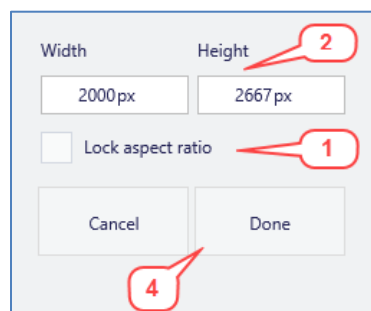 Width Height 2
2000px 2667px
Lock aspect ratio 1
Cancel Done
4